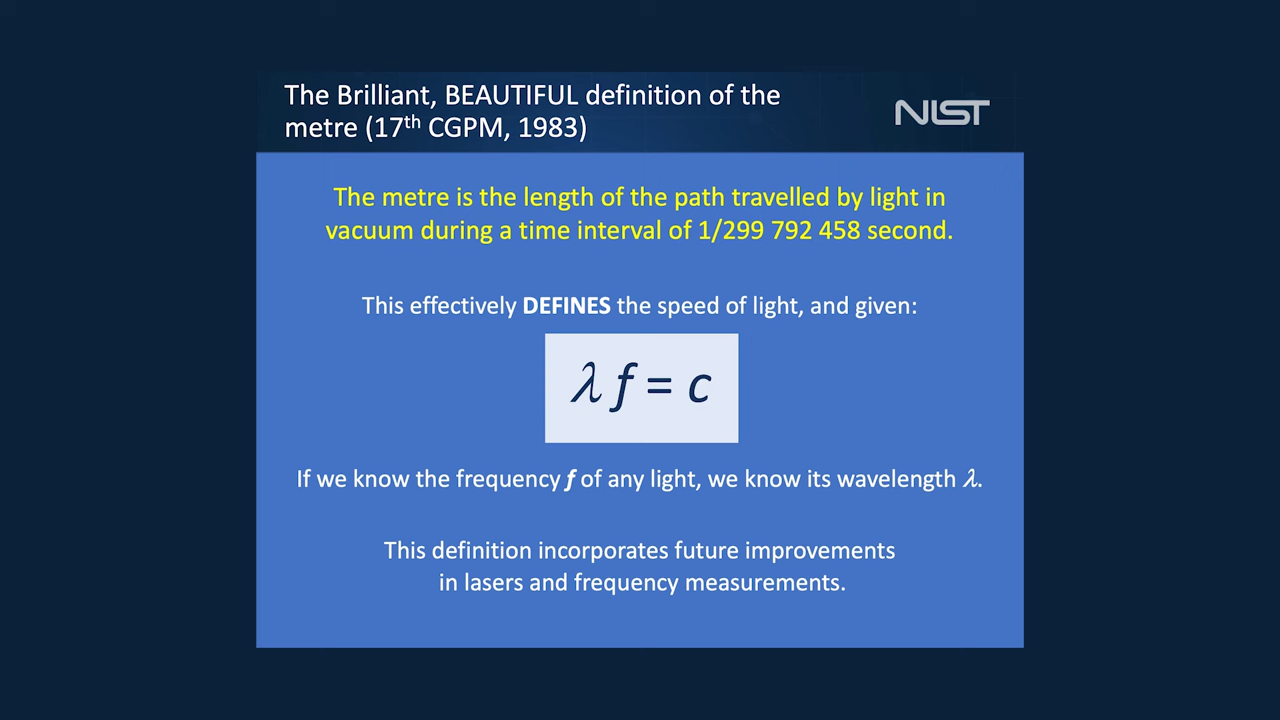 The Brilliant, BEAUTIFUL definition of the
metre (17th CGPM, 1983)
NIST
The metre is the length of the path travelled by light in
vacuum during a time interval of 1/299 792 458 second.
This effectively DEFINES the speed of light, and given:
λ f = c
If we know the frequency f of any light, we know its wavelength λ.
This definition incorporates future improvements
in lasers and frequency measurements.